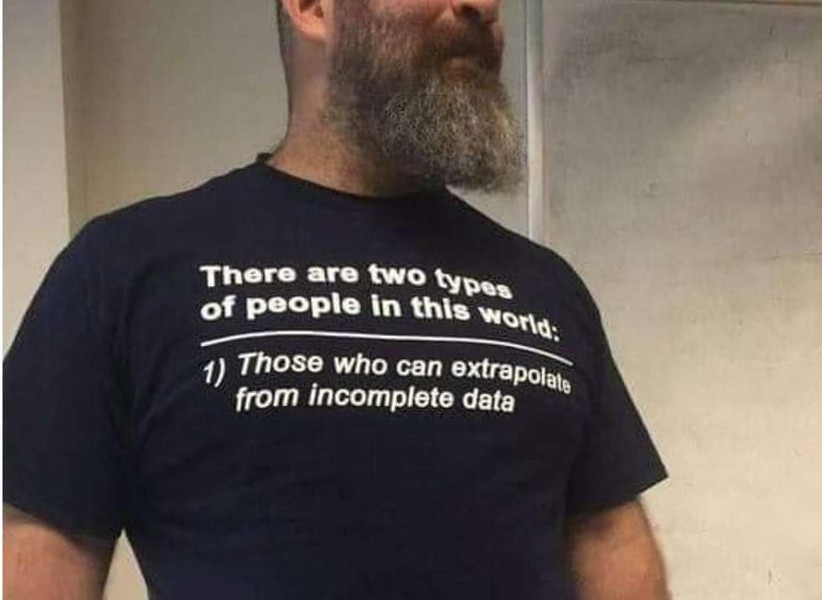 There are two types
of people in this world:
1) Those who can extrapolate
from incomplete data